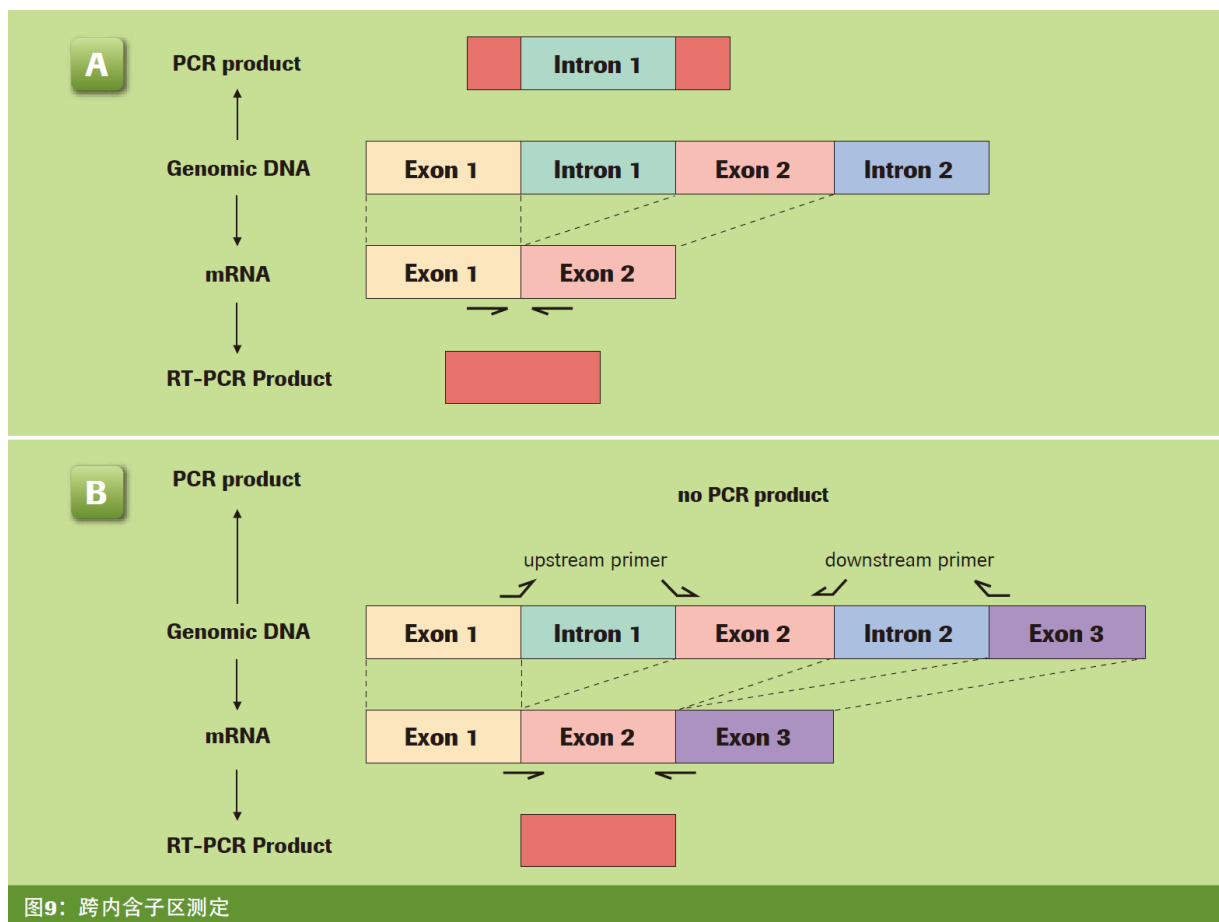 A
PCR product
Intron 1
Genomic DNA
Exon 1
Intron 1
Exon 2
Intron 2
mRNA
Exon 1
Exon 2
RT-PCR Product
B
PCR product
no PCR product
upstream primer
downstream primer
Genomic DNA
Exon 1
Intron 1
Exon 2
Intron 2
Exon 3
mRNA
Exon 1
Exon 2
Exon 3
RT-PCR Product
图9：跨内含子区测定